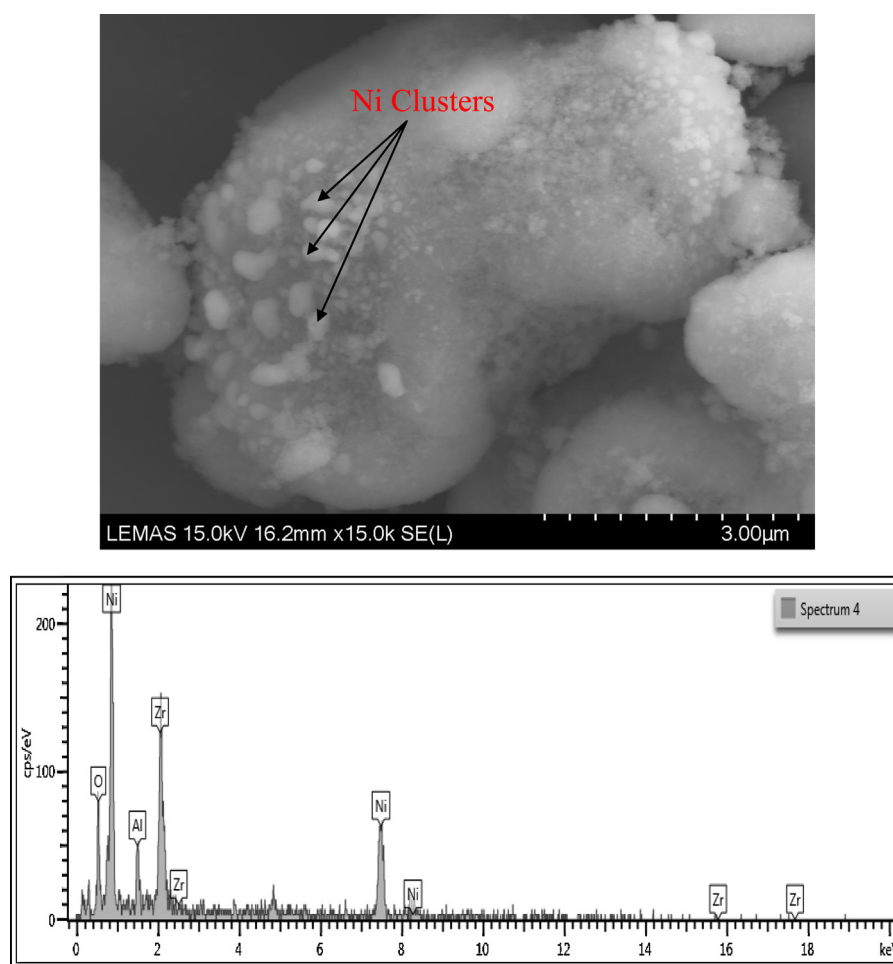 Ni Clusters
LEMAS 15.0kV 16.2mm x15.0k SE(L) 3.00µm
Ni
Spectrum 4
200
Zr
cps/eV
100
O
Al
Ni
Zr
Ni
Zr
Zr
0
0 2 4 6 8 10 12 14 16 18 ke